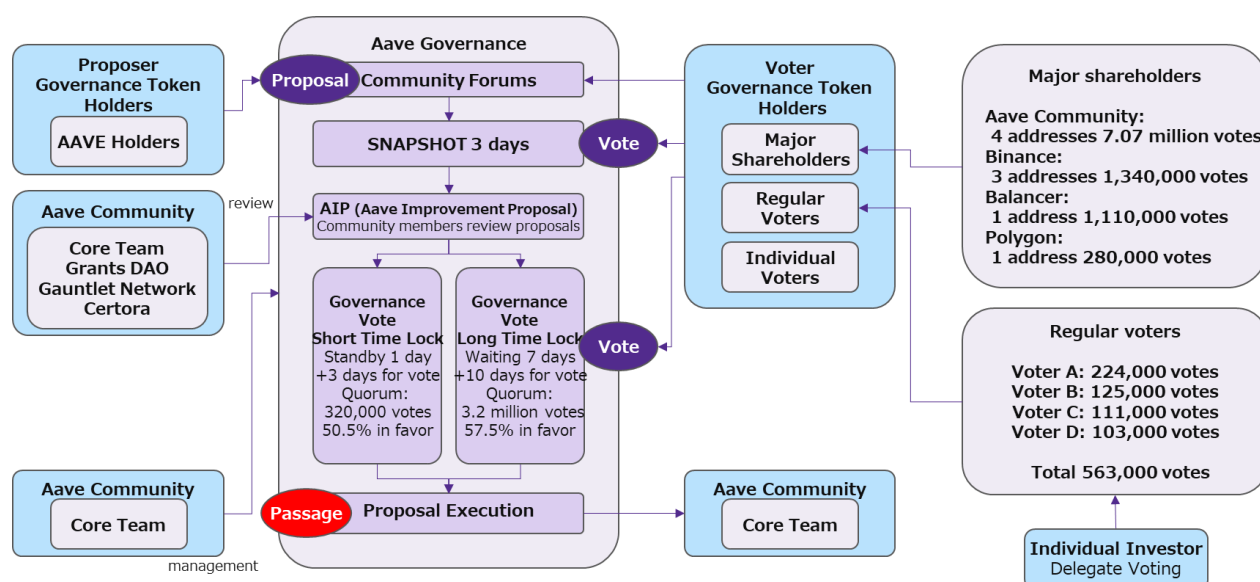 Proposer
Governance Token
Holders
AAVE Holders
Aave Community
review
Core Team
Grants DAO
Gauntlet Network
Certora
Aave Community
Core Team
management
Aave Governance
Proposal
Community Forums
SNAPSHOT 3 days
Vote
AIP (Aave Improvement Proposal)
Community members review proposals
Governance
Vote
Short Time Lock
Standby 1 day
+3 days for vote
Quorum:
320,000 votes
50.5% in favor
Governance
Vote
Long Time Lock
Waiting 7 days
+10 days for vote
Quorum:
3.2 million votes
57.5% in favor
Vote
Passage
Proposal Execution
Voter
Governance Token
Holders
Major
Shareholders
Regular
Voters
Individual
Voters
Aave Community
Core Team
Major shareholders
Aave Community:
4 addresses 7.07 million votes
Binance:
3 addresses 1,340,000 votes
Balancer:
1 address 1,110,000 votes
Polygon:
1 address 280,000 votes
Regular voters
Voter A: 224,000 votes
Voter B: 125,000 votes
Voter C: 111,000 votes
Voter D: 103,000 votes
Total 563,000 votes
Individual Investor
Delegate Voting